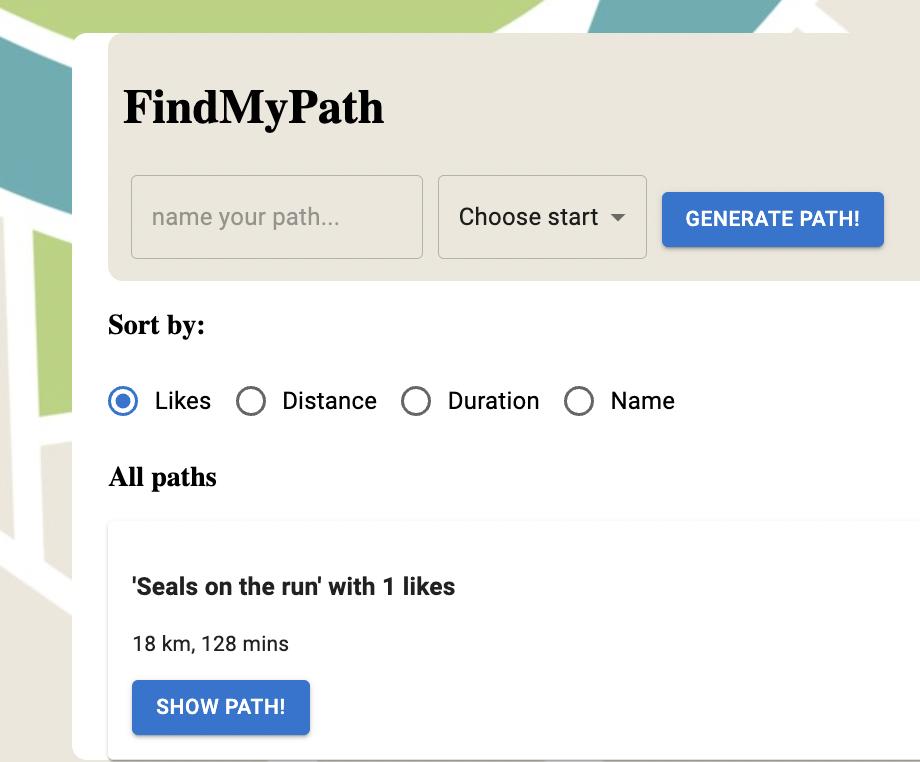 FindMyPath
name your path...
Choose start
GENERATE PATH!
Sort by:
Likes Distance Duration Name
All paths
'Seals on the run' with 1 likes
18 km, 128 mins
SHOW PATH!